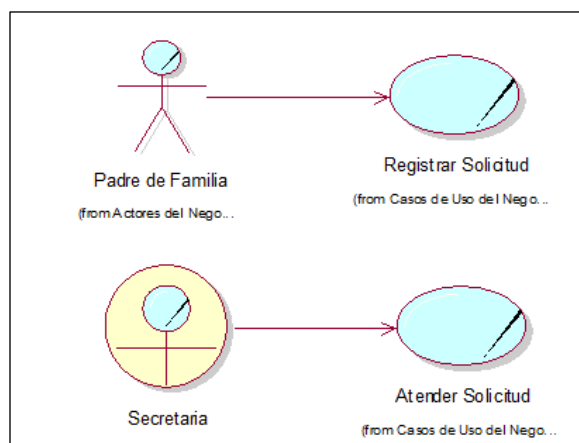 Padre de Familia
(from Actores del Nego...
Registrar Solicitud
(from Casos de Uso del Nego...
Secretaria
Atender Solicitud
(from Casos de Uso del Nego...